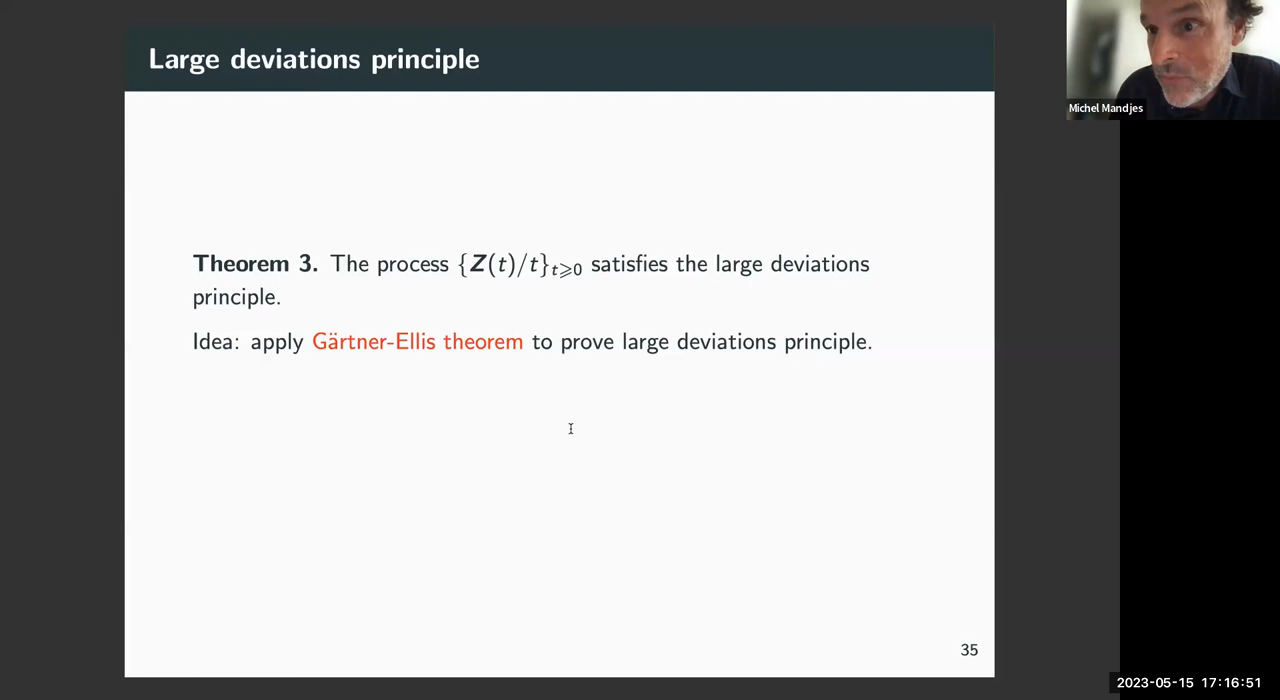 Large deviations principle
Michel Mandjes
Theorem 3. The process {Z(t)/t}t⩾0 satisfies the large deviations
principle.
Idea: apply Gärtner-Ellis theorem to prove large deviations principle.
35
2023-05-15 17:16:51